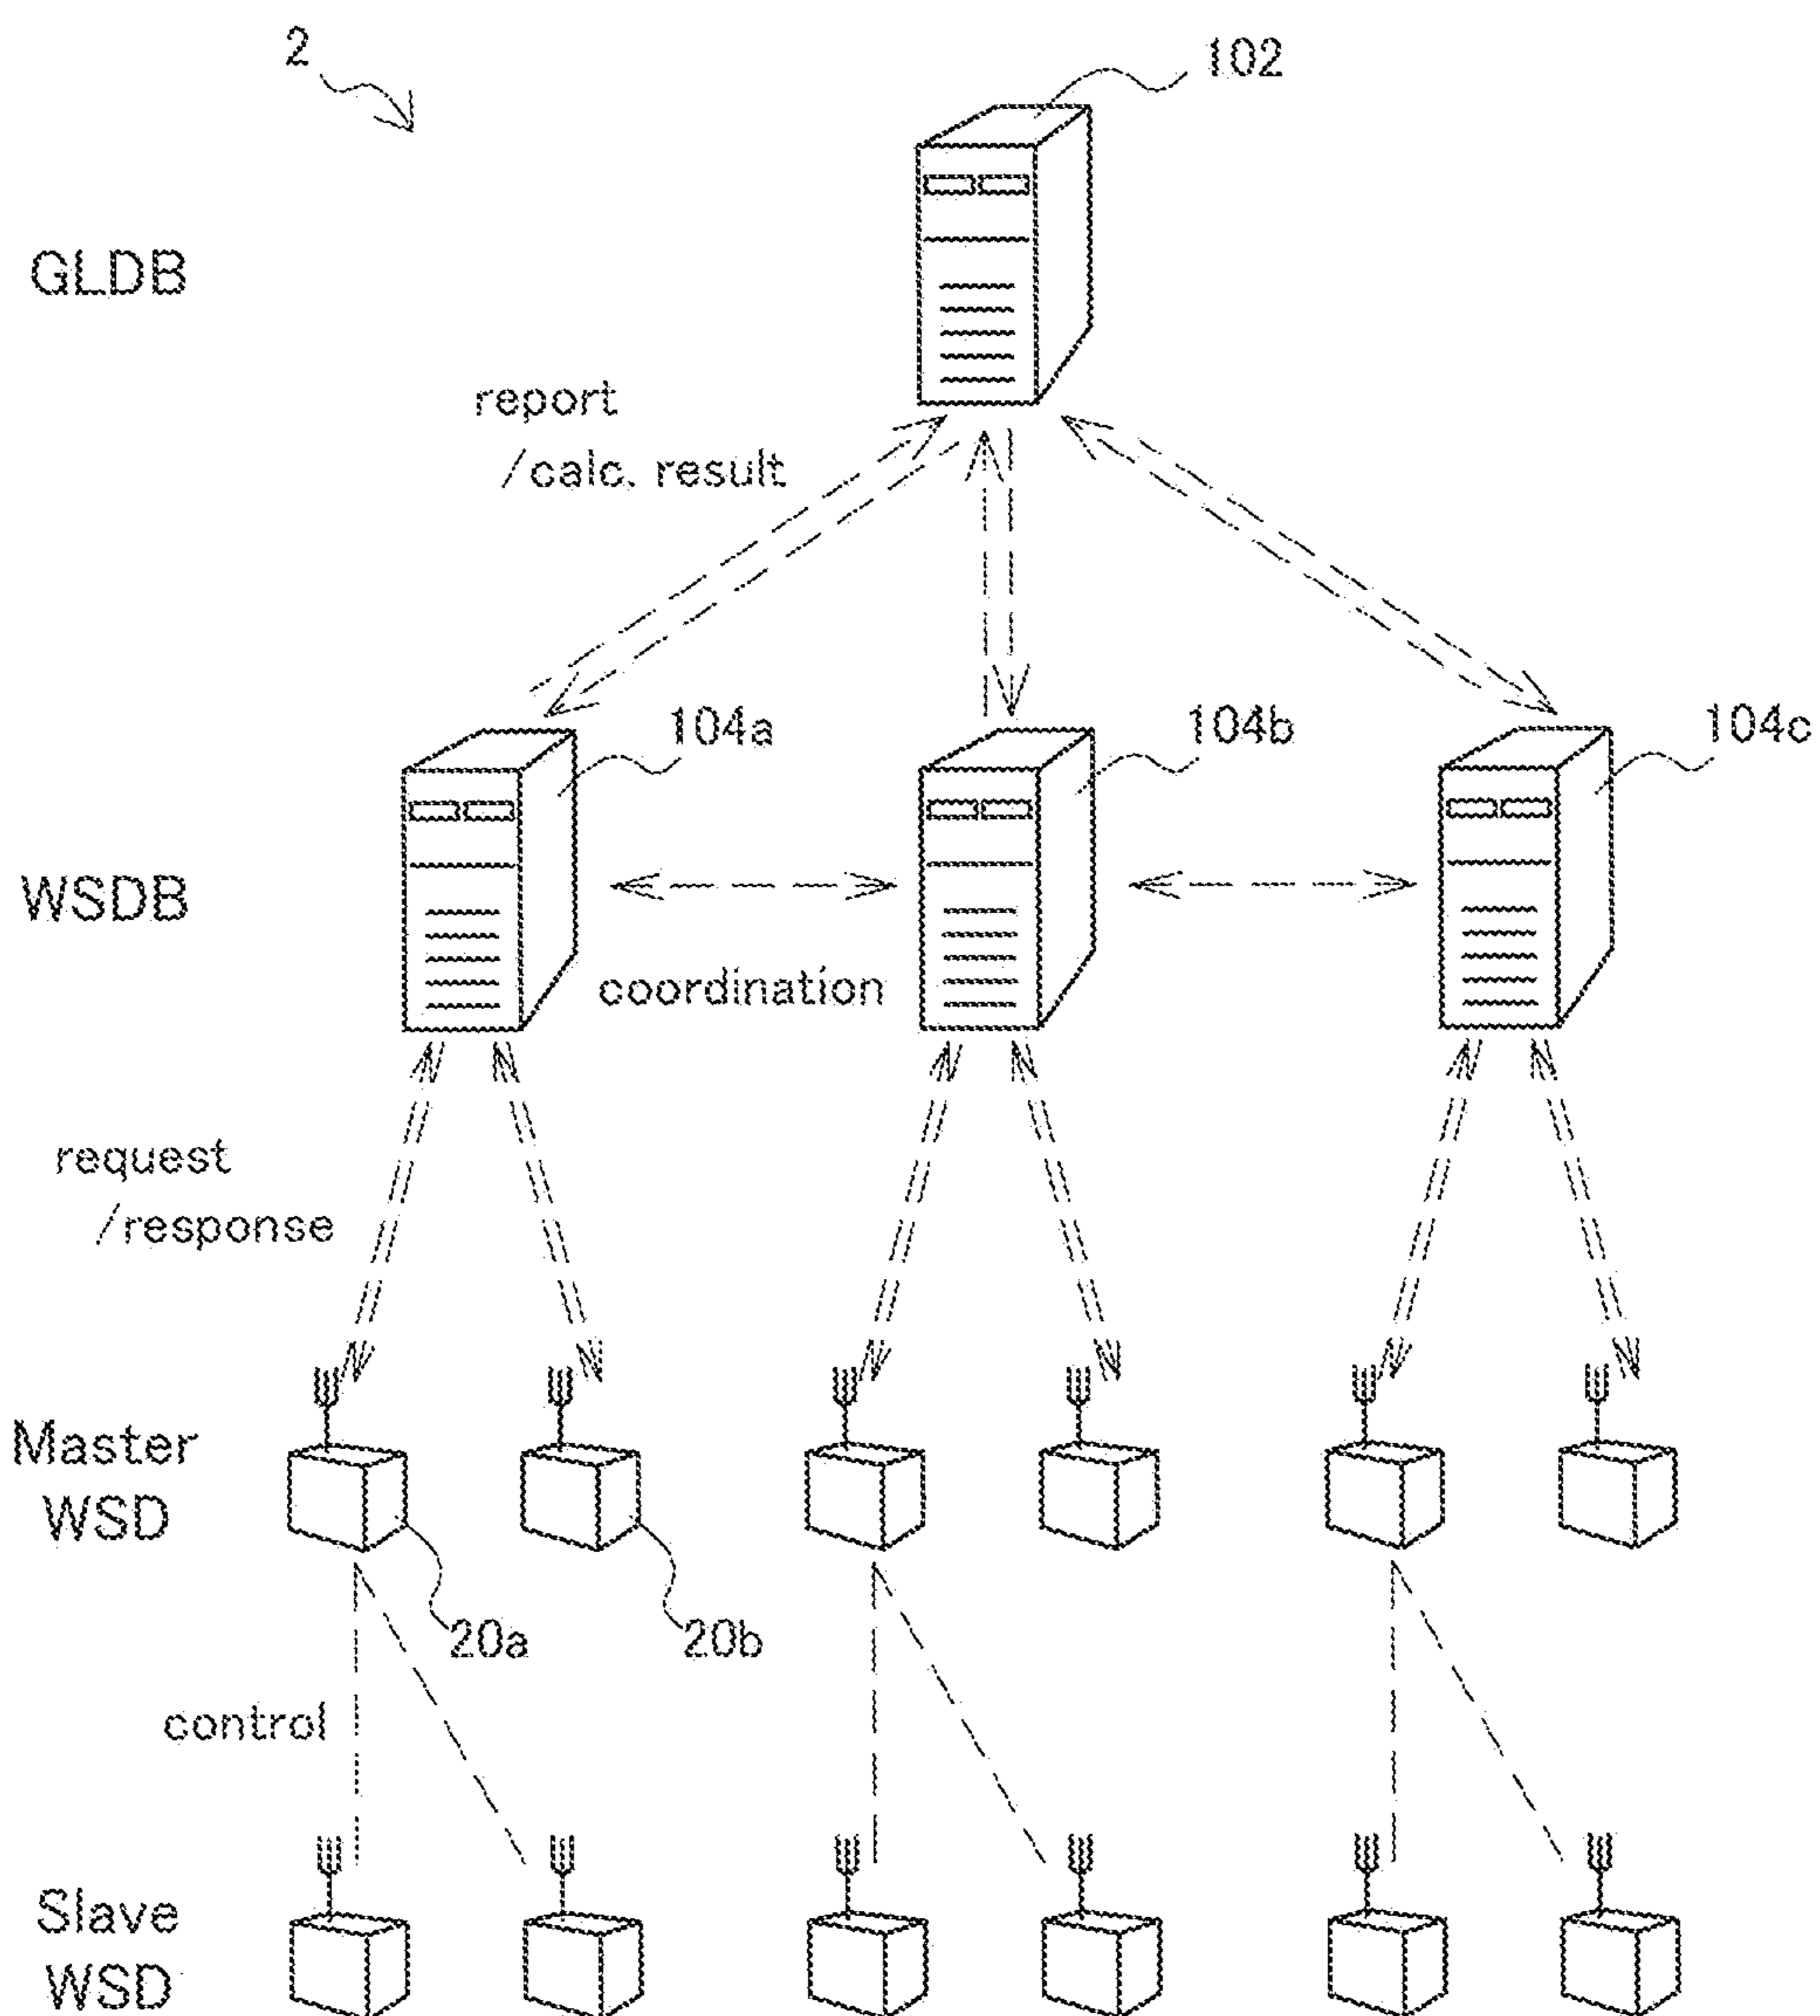 2
102
GLDB
report
/calc. result
104a
104b
104c
WSDB
coordination
request
/response
Master
WSD
20a
20b
control
Slave
WSD